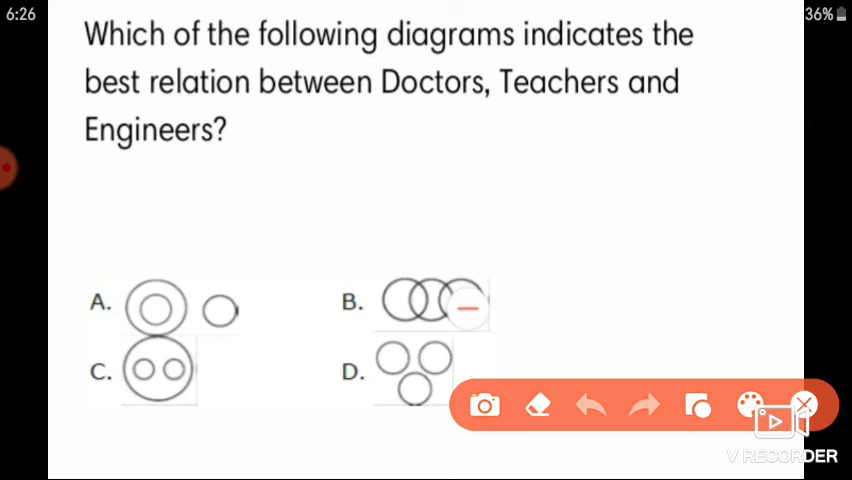 6:26
36%
Which of the following diagrams indicates the
best relation between Doctors, Teachers and
Engineers?
A.
B.
C.
D.
V RECORDER